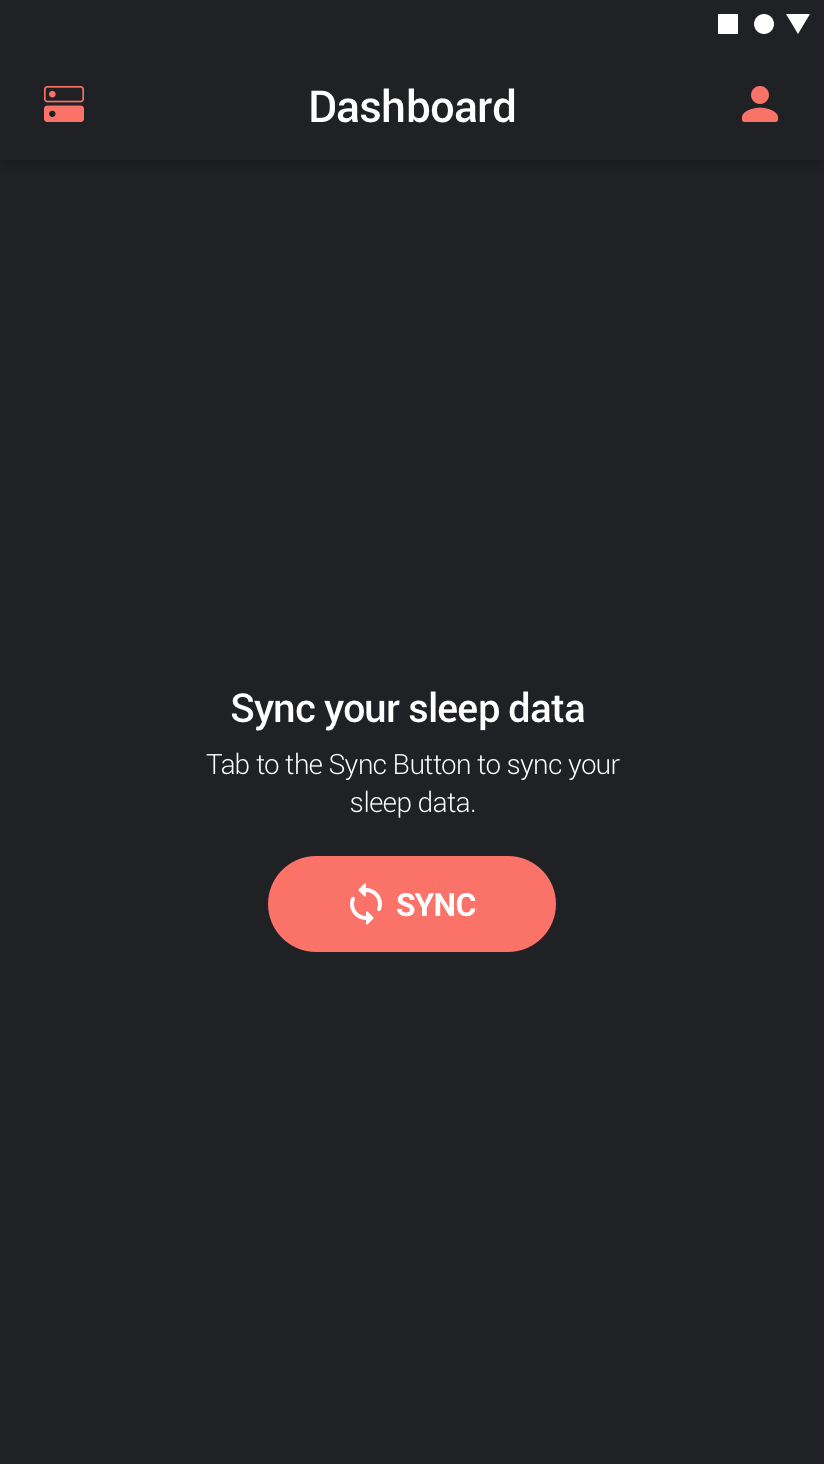 Dashboard
Sync your sleep data
Tab to the Sync Button to sync your
sleep data.
SYNC